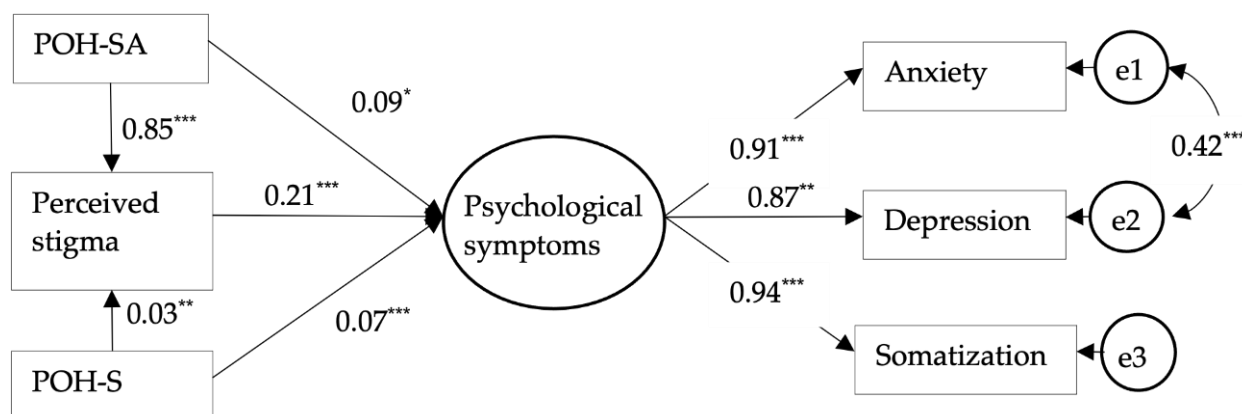 POH-SA
Anxiety
e1
0.09*
0.85***
0.91***
0.42***
Perceived
stigma
0.21***
Psychological
symptoms
0.87**
Depression
e2
0.94***
0.03**
0.07***
POH-S
Somatization
e3